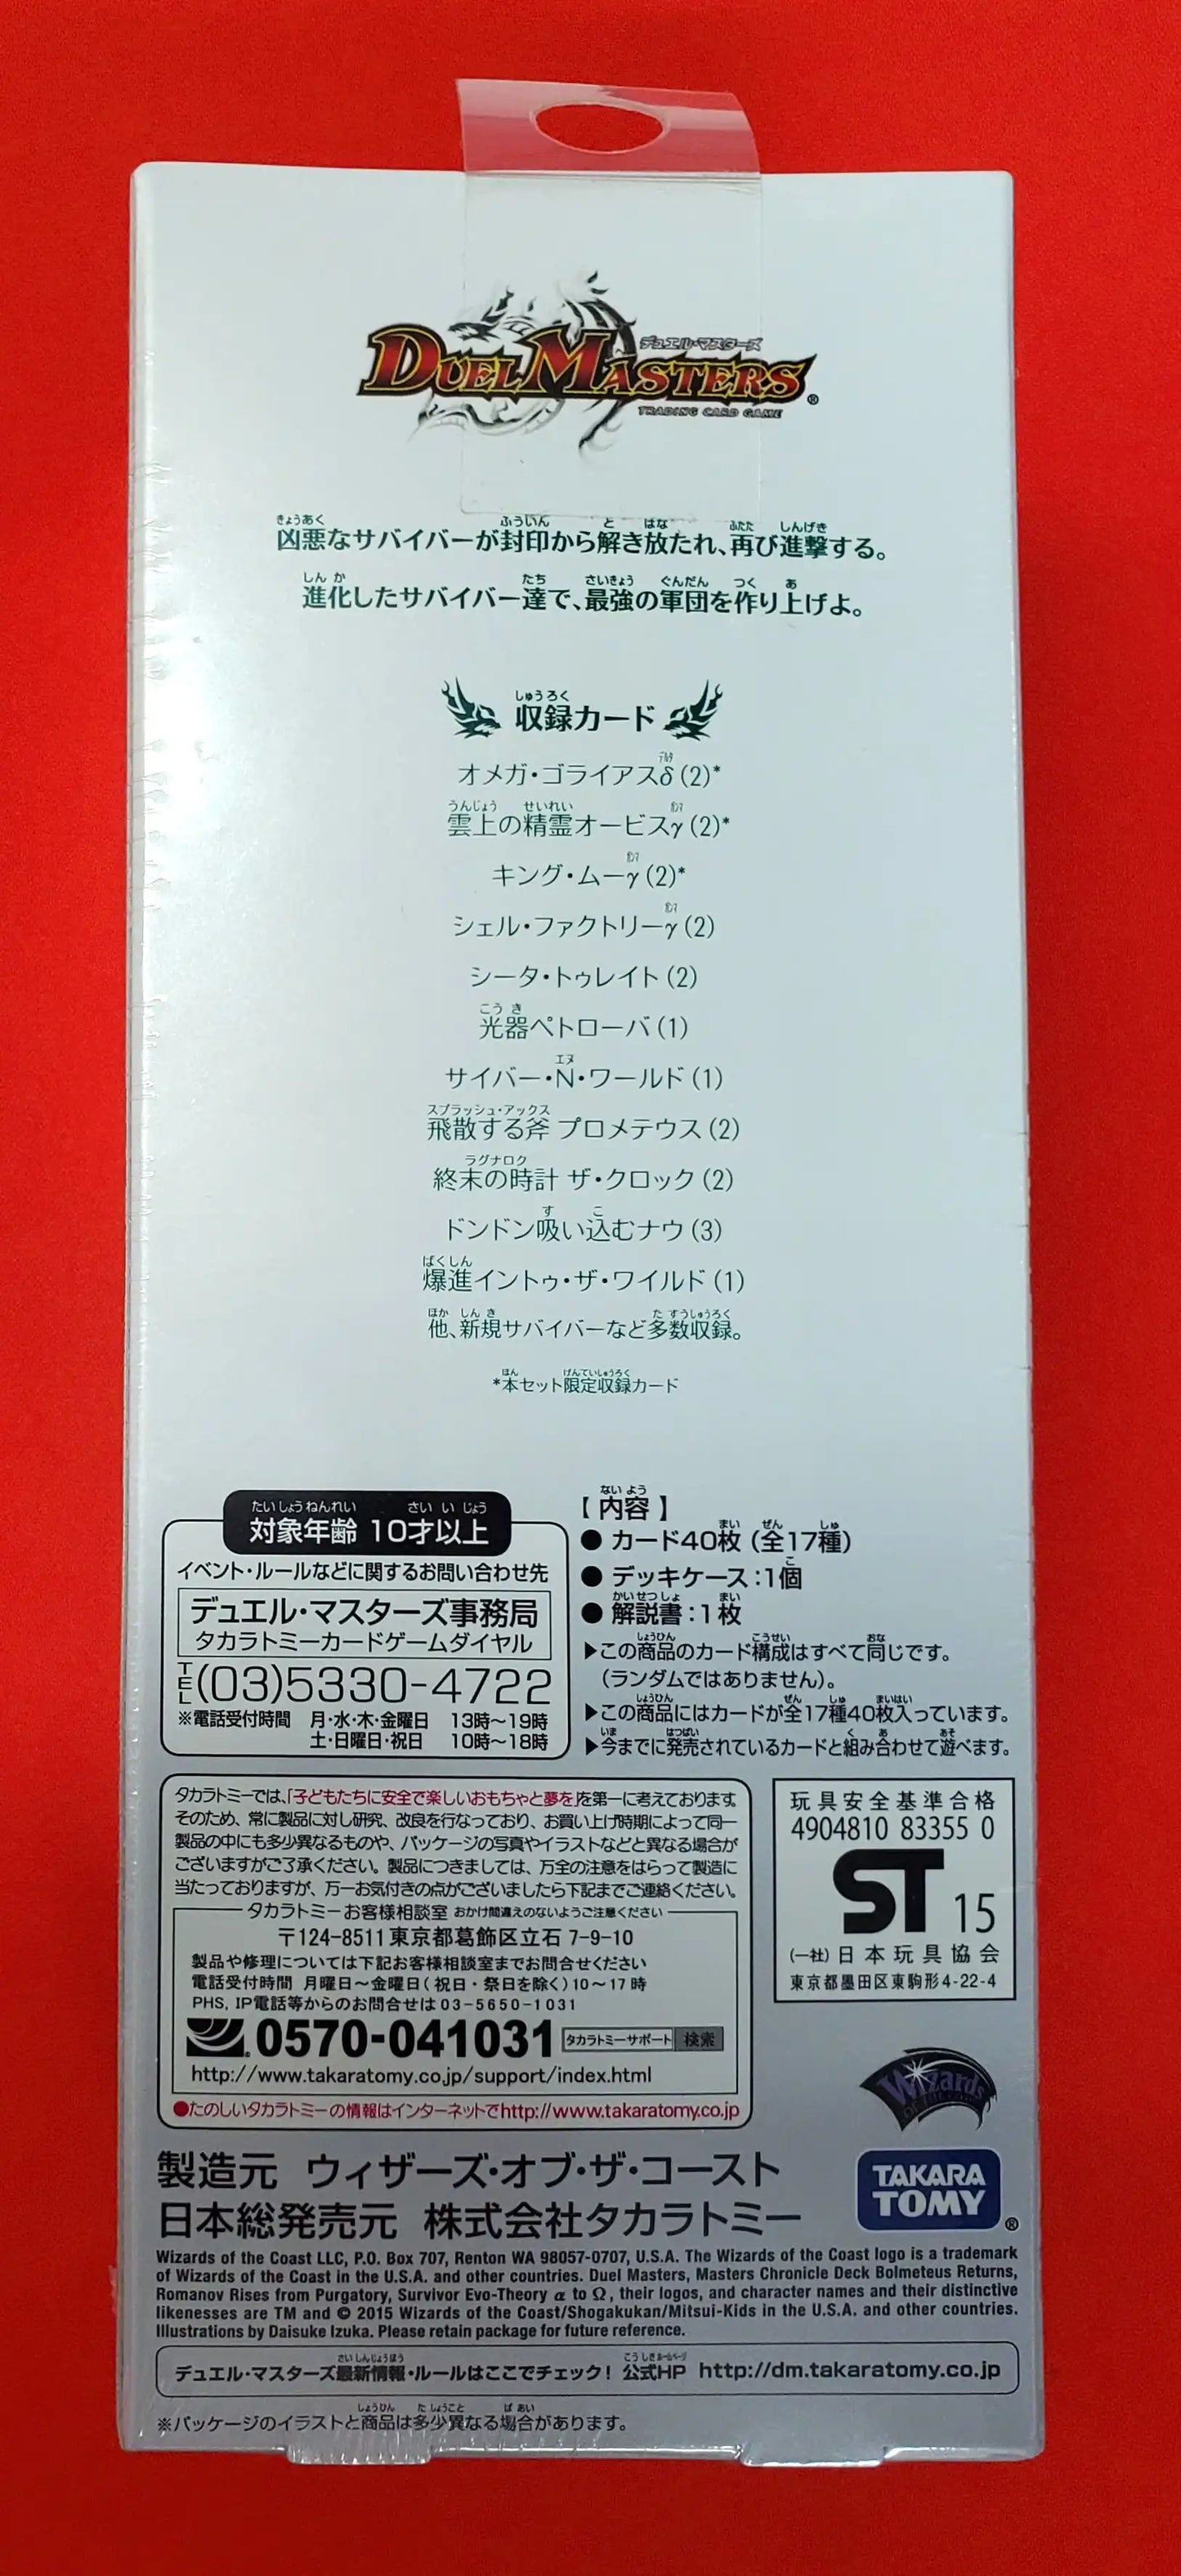 デュエル・マスターズ
DUEL MASTERS®
TRADING CARD GAME
凶悪なサバイバーが封印から解き放たれ、再び進撃する。
進化したサバイバー達で、最強の軍団を作り上げよ。
収録カード
オメガ・ゴライアスδ(2)*
雲上の精霊オービスγ(2)*
キング・ムーγ(2)*
シェル・ファクトリーγ(2)
シータ・トゥレイト(2)
光器ペトローバ(1)
サイバー・N・ワールド(1)
飛散する斧 プロメテウス(2)
終末の時計 ザ・クロック(2)
ドンドン吸い込むナウ(3)
爆進イントゥ・ザ・ワイルド(1)
他、新規サバイバーなど多数収録。
*本セット限定収録カード
対象年齢 10才以上
イベント・ルールなどに関するお問い合わせ先
デュエル・マスターズ事務局
タカラトミーカードゲームダイヤル
TEL(03)5330-4722
※電話受付時間 月・水・木・金曜日 13時～19時
土・日曜日・祝日 10時～18時
【内容】
● カード40枚(全17種)
● デッキケース:1個
● 解説書:1枚
▶この商品のカード構成はすべて同じです。
(ランダムではありません)。
▶この商品にはカードが全17種40枚入っています。
▶今までに発売されているカードと組み合わせて遊べます。
タカラトミーでは、「子どもたちに安全で楽しいおもちゃと夢を」を第一に考えております。
そのため、常に製品に対し研究、改良を行なっており、お買い上げ時期によって同一
製品の中にも多少異なるものや、パッケージの写真やイラストなどと異なる場合が
ございますがご了承ください。製品につきましては、万全の注意をはらって製造に
当たっておりますが、万一お気付きの点がございましたら下記までご連絡ください。
タカラトミーお客様相談室 おかけ間違えのないようご注意ください
〒124-8511 東京都葛飾区立石 7-9-10
製品や修理については下記お客様相談室までお問合せください
電話受付時間 月曜日～金曜日(祝日・祭日を除く)10～17時
PHS, IP電話等からのお問合せは 03-5650-1031
0570-041031 タカラトミーサポート 検索
http://www.takaratomy.co.jp/support/index.html
●たのしいタカラトミーの情報はインターネットでhttp://www.takaratomy.co.jp
玩具安全基準合格
4904810 83355 0
ST 15
(一社)日本玩具協会
東京都墨田区東駒形4-22-4
Wizards
OF THE COAST
製造元 ウィザーズ・オブ・ザ・コースト
日本総発売元 株式会社タカラトミー
TAKARA
TOMY®
Wizards of the Coast LLC, P.O. Box 707, Renton WA 98057-0707, U.S.A. The Wizards of the Coast logo is a trademark
of Wizards of the Coast in the U.S.A. and other countries. Duel Masters, Masters Chronicle Deck Bolmeteus Returns,
Romanov Rises from Purgatory, Survivor Evo-Theory α to Ω, their logos, and character names and their distinctive
likenesses are TM and © 2015 Wizards of the Coast/Shogakukan/Mitsui-Kids in the U.S.A. and other countries.
Illustrations by Daisuke Izuka. Please retain package for future reference.
デュエル・マスターズ最新情報・ルールはここでチェック! 公式HP http://dm.takaratomy.co.jp
※パッケージのイラストと商品は多少異なる場合があります。